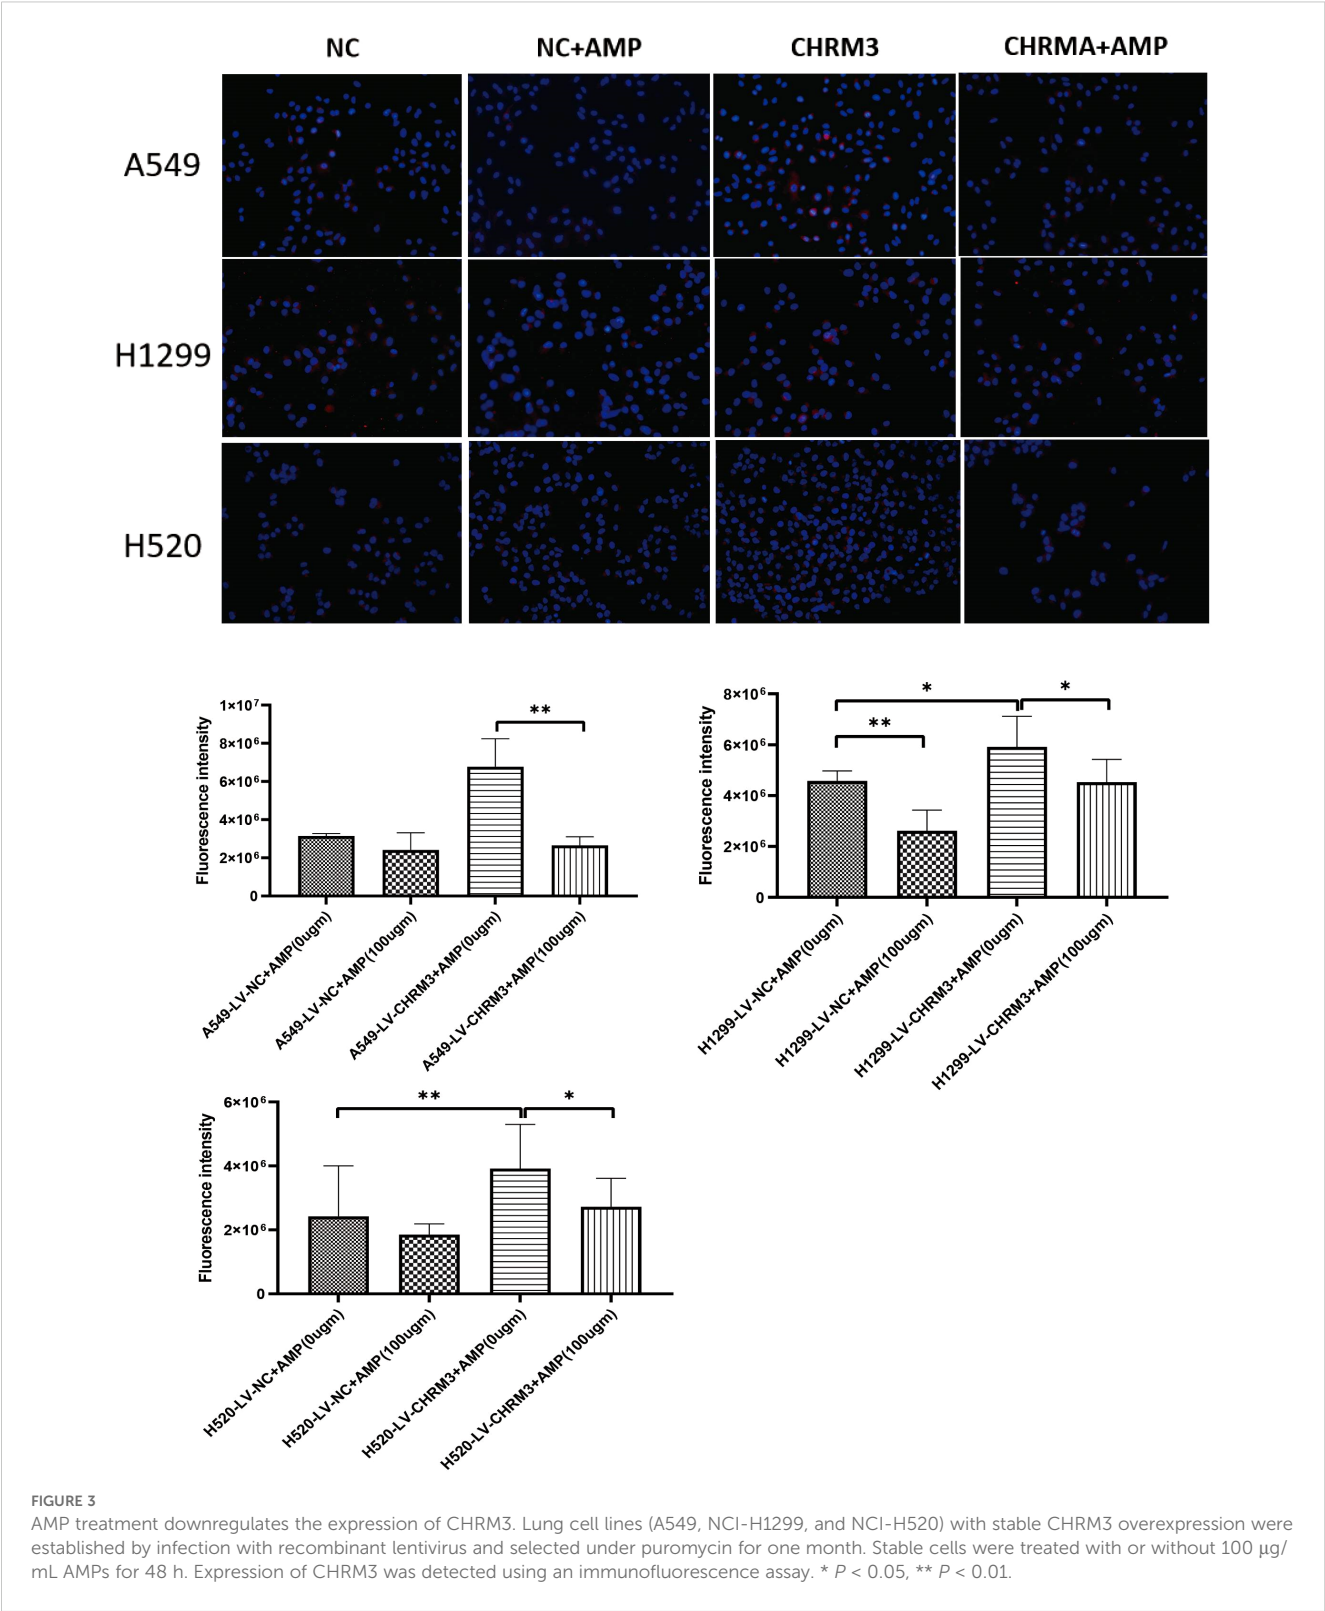 NC NC+AMP CHRM3 CHRMA+AMP
A549
H1299
H520
Fluorescence intensity
1×10⁷
8×10⁶
6×10⁶
4×10⁶
2×10⁶
0
**
A549-LV-NC+AMP(0ugm)
A549-LV-NC+AMP(100ugm)
A549-LV-CHRM3+AMP(0ugm)
A549-LV-CHRM3+AMP(100ugm)
Fluorescence intensity
8×10⁶
6×10⁶
4×10⁶
2×10⁶
0
* *
**
H1299-LV-NC+AMP(0ugm)
H1299-LV-NC+AMP(100ugm)
H1299-LV-CHRM3+AMP(0ugm)
H1299-LV-CHRM3+AMP(100ugm)
Fluorescence intensity
6×10⁶
4×10⁶
2×10⁶
0
** *
H520-LV-NC+AMP(0ugm)
H520-LV-NC+AMP(100ugm)
H520-LV-CHRM3+AMP(0ugm)
H520-LV-CHRM3+AMP(100ugm)
FIGURE 3
AMP treatment downregulates the expression of CHRM3. Lung cell lines (A549, NCI-H1299, and NCI-H520) with stable CHRM3 overexpression were
established by infection with recombinant lentivirus and selected under puromycin for one month. Stable cells were treated with or without 100 μg/
mL AMPs for 48 h. Expression of CHRM3 was detected using an immunofluorescence assay. * P < 0.05, ** P < 0.01.